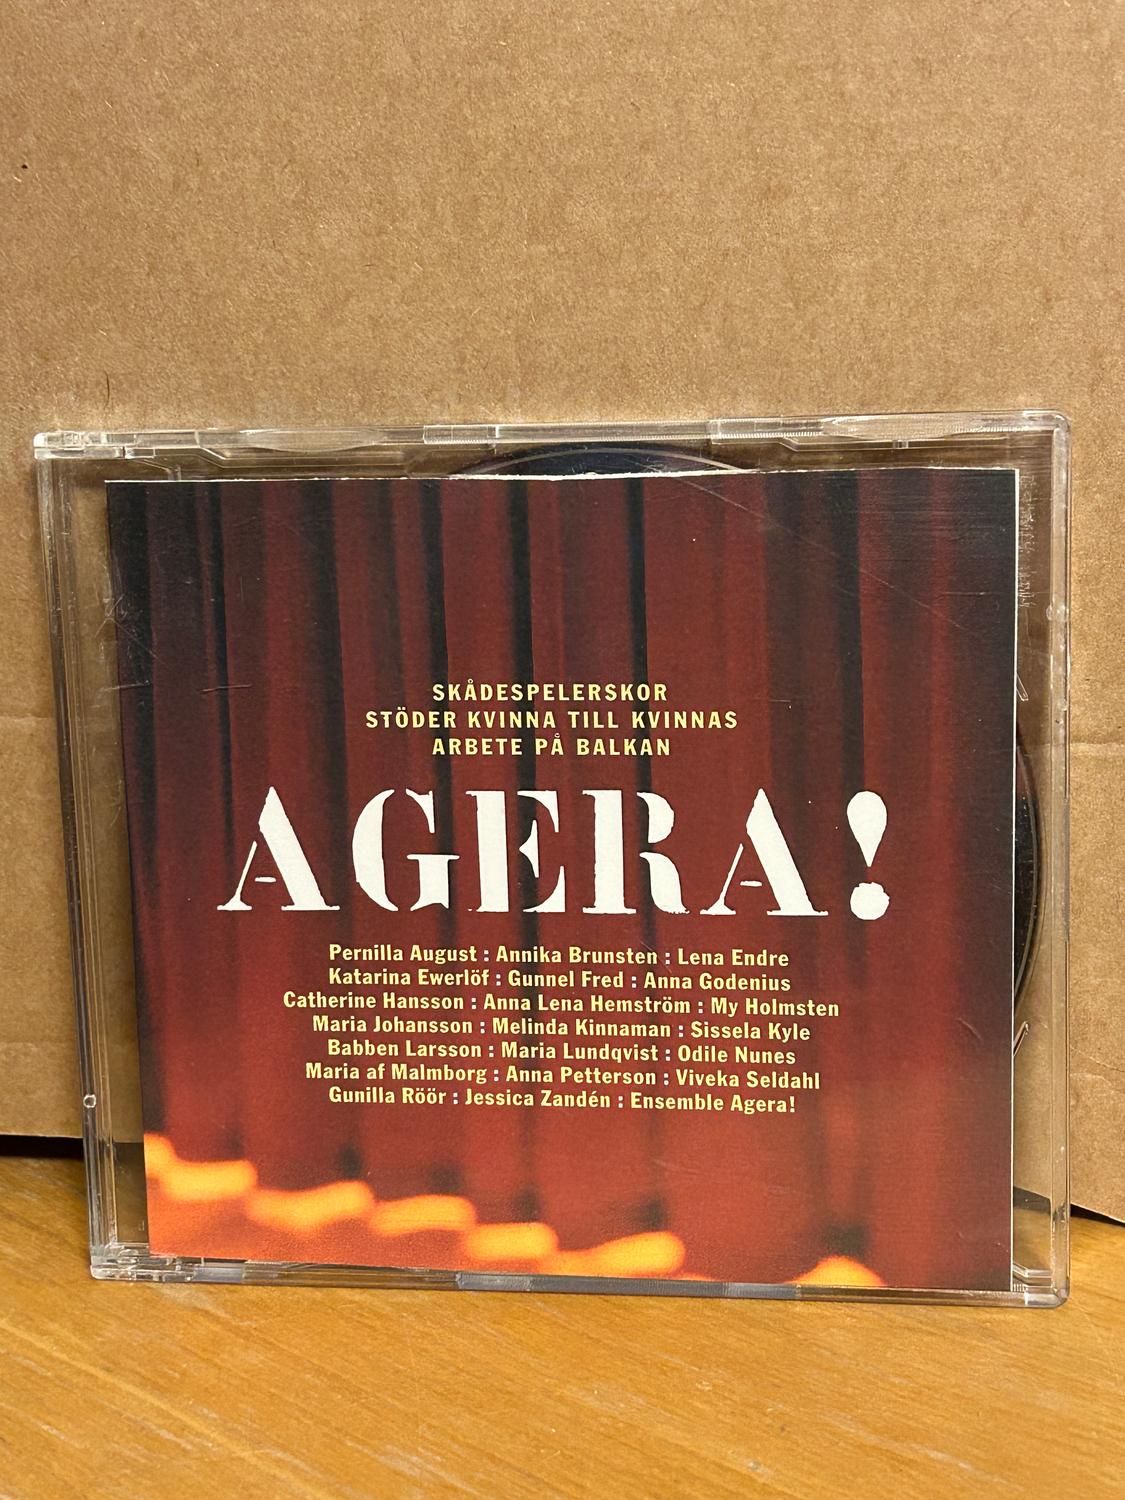 SKÅDESPELERSKOR
STÖDER KVINNA TILL KVINNAS
ARBETE PÅ BALKAN
AGERA!
Pernilla August : Annika Brunsten : Lena Endre
Katarina Ewerlöf : Gunnel Fred : Anna Godenius
Catherine Hansson : Anna Lena Hemström : My Holmsten
Maria Johansson : Melinda Kinnaman : Sissela Kyle
Babben Larsson : Maria Lundqvist : Odile Nunes
Maria af Malmborg : Anna Petterson : Viveka Seldahl
Gunilla Röör : Jessica Zandén : Ensemble Agera!